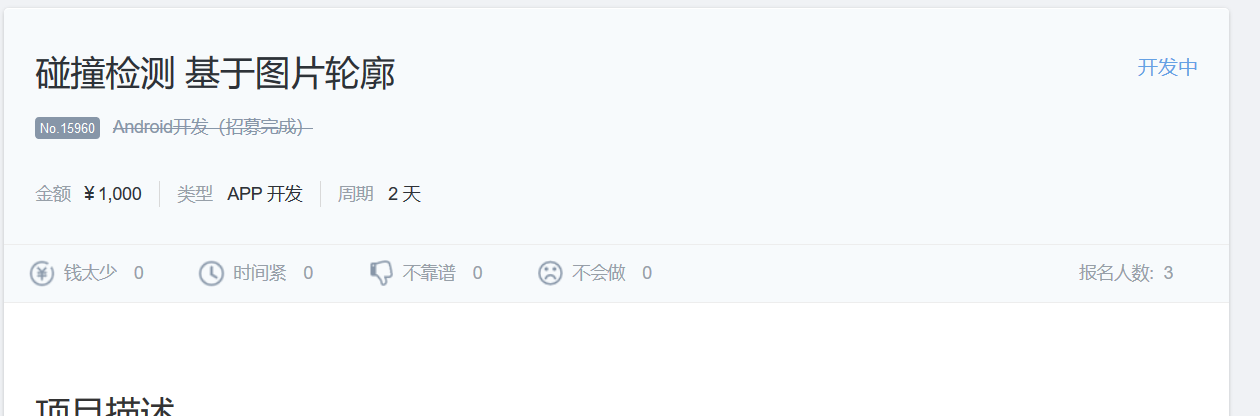 碰撞检测 基于图片轮廓
开发中
No.15960 Android开发（招募完成）
金额 ¥ 1,000 类型 APP 开发 周期 2 天
钱太少 0 时间紧 0 不靠谱 0 不会做 0 报名人数: 3
项目描述